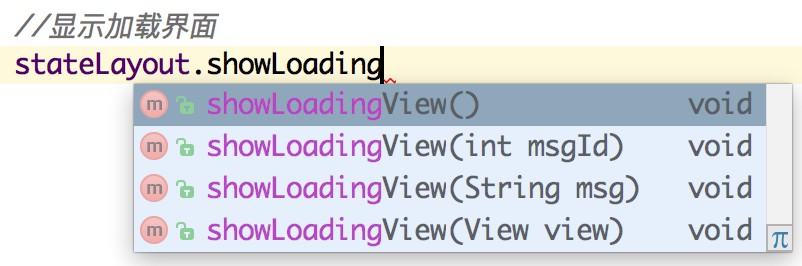 //显示加载界面
stateLayout.showLoading
m showLoadingView() void
m showLoadingView(int msgId) void
m showLoadingView(String msg) void
m showLoadingView(View view) void
π